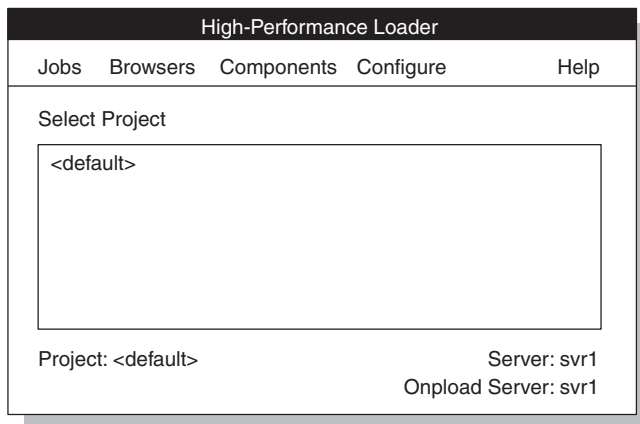 High-Performance Loader
Jobs Browsers Components Configure Help
Select Project
<default>
Project: <default> Server: svr1
Onpload Server: svr1